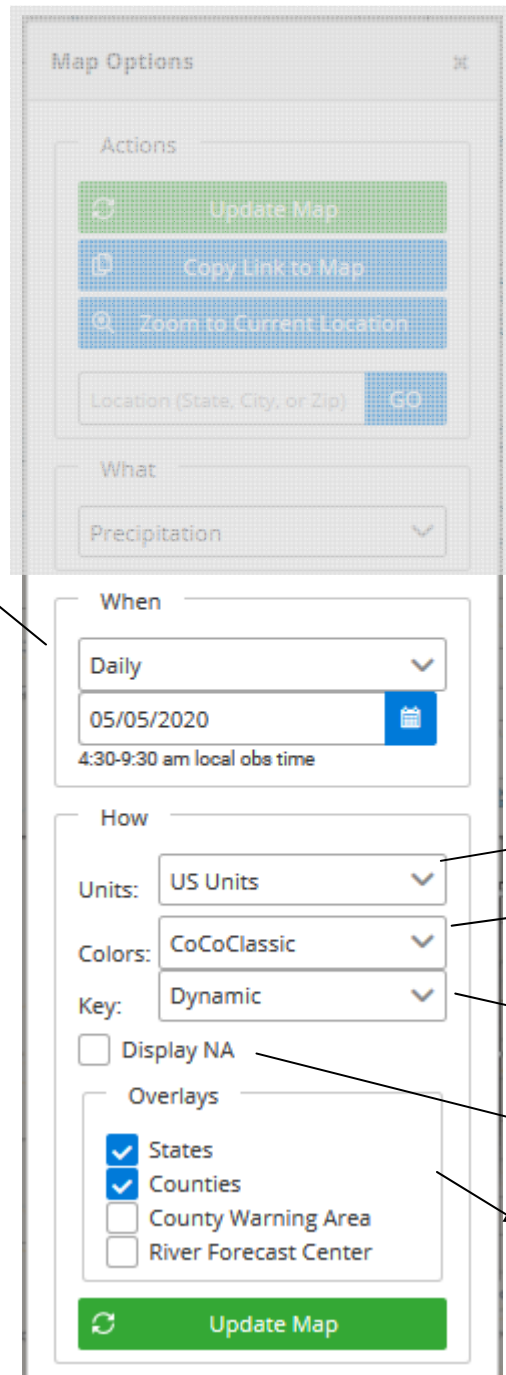 Map Options
Actions
Update Map
Copy Link to Map
Zoom to Current Location
Location (State, City, or Zip) GO
What
Precipitation
When
Daily
05/05/2020
4:30-9:30 am local obs time
How
Units: US Units
Colors: CoCoClassic
Key: Dynamic
Display NA
Overlays
States
Counties
County Warning Area
River Forecast Center
Update Map